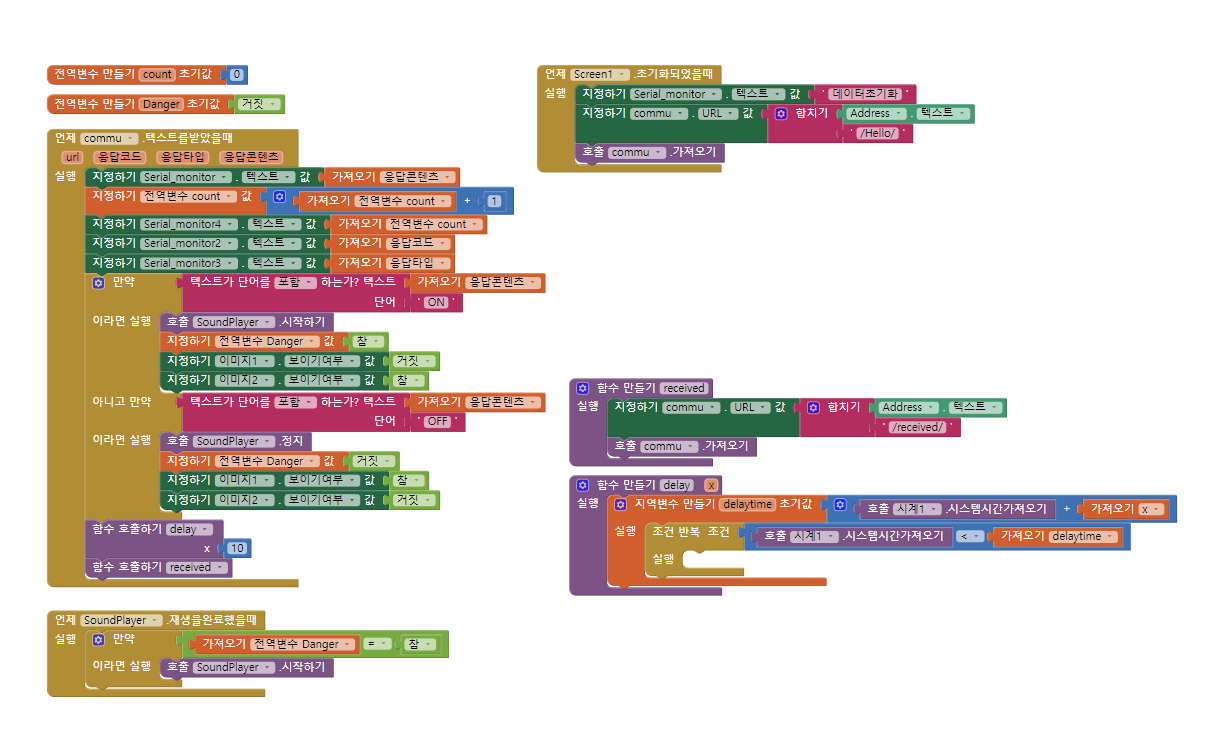 전역변수 만들기 count 초기값 0
전역변수 만들기 Danger 초기값 거짓
언제 commu .텍스트를받았을때
url 응답코드 응답타입 응답콘텐츠
실행 지정하기 Serial_monitor . 텍스트 값 가져오기 응답콘텐츠
지정하기 전역변수 count 값 가져오기 전역변수 count + 1
지정하기 Serial_monitor4 . 텍스트 값 가져오기 전역변수 count
지정하기 Serial_monitor2 . 텍스트 값 가져오기 응답코드
지정하기 Serial_monitor3 . 텍스트 값 가져오기 응답타입
만약 텍스트가 단어를 포함 하는가? 텍스트 가져오기 응답콘텐츠
단어 " ON "
이라면 실행 호출 SoundPlayer .시작하기
지정하기 전역변수 Danger 값 참
지정하기 이미지1 . 보이기여부 값 거짓
지정하기 이미지2 . 보이기여부 값 참
아니고 만약 텍스트가 단어를 포함 하는가? 텍스트 가져오기 응답콘텐츠
단어 " OFF "
이라면 실행 호출 SoundPlayer .정지
지정하기 전역변수 Danger 값 거짓
지정하기 이미지1 . 보이기여부 값 참
지정하기 이미지2 . 보이기여부 값 거짓
함수 호출하기 delay
x 10
함수 호출하기 received
언제 SoundPlayer .재생을완료했을때
실행 만약 가져오기 전역변수 Danger = 참
이라면 실행 호출 SoundPlayer .시작하기
언제 Screen1 .초기화되었을때
실행 지정하기 Serial_monitor . 텍스트 값 " 데이터초기화 "
지정하기 commu . URL 값 합치기 Address . 텍스트
" /Hello/ "
호출 commu .가져오기
함수 만들기 received
실행 지정하기 commu . URL 값 합치기 Address . 텍스트
" /received/ "
호출 commu .가져오기
함수 만들기 delay x
실행 지역변수 만들기 delaytime 초기값 호출 시계1 .시스템시간가져오기 + 가져오기 x
실행 조건 반복 조건 호출 시계1 .시스템시간가져오기 < 가져오기 delaytime
실행